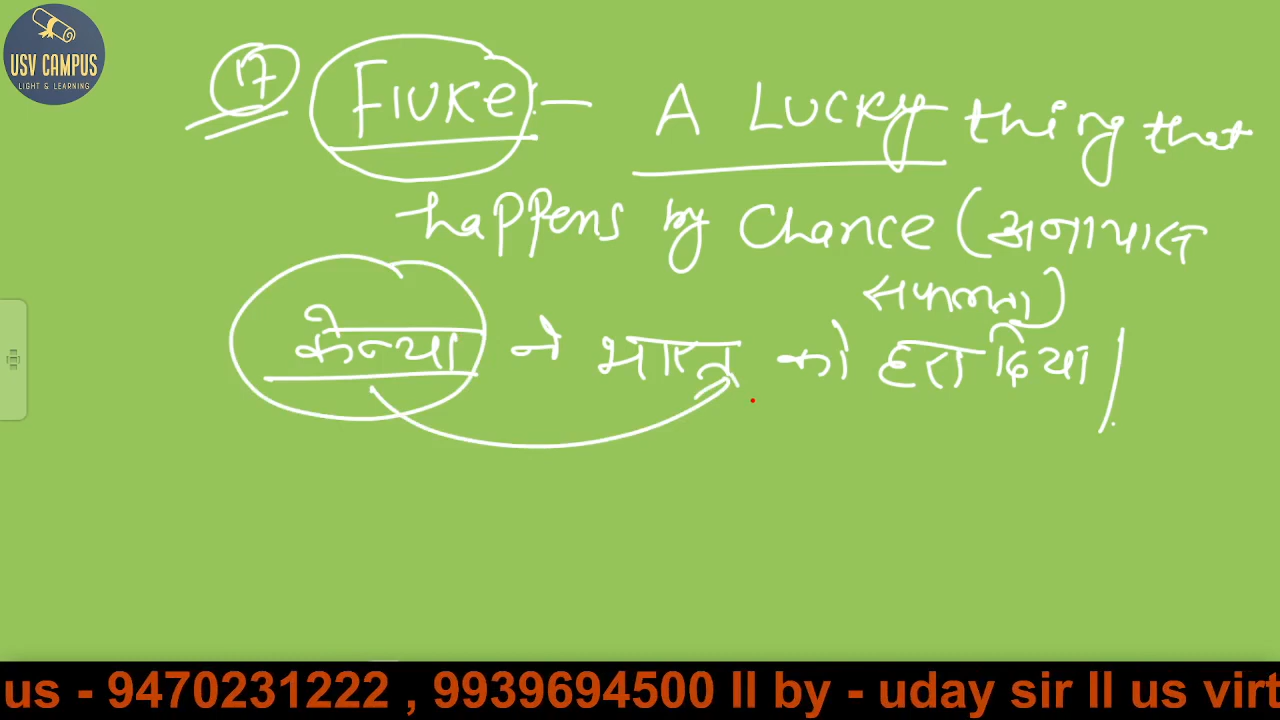 USV CAMPUS
LIGHT & LEARNING
17 Fluke :- A Lucky thing that
happens by Chance (अनायास
सफलता)
केन्या ने भारत को हरा दिया|
us - 9470231222 , 9939694500 ll by - uday sir ll us virt